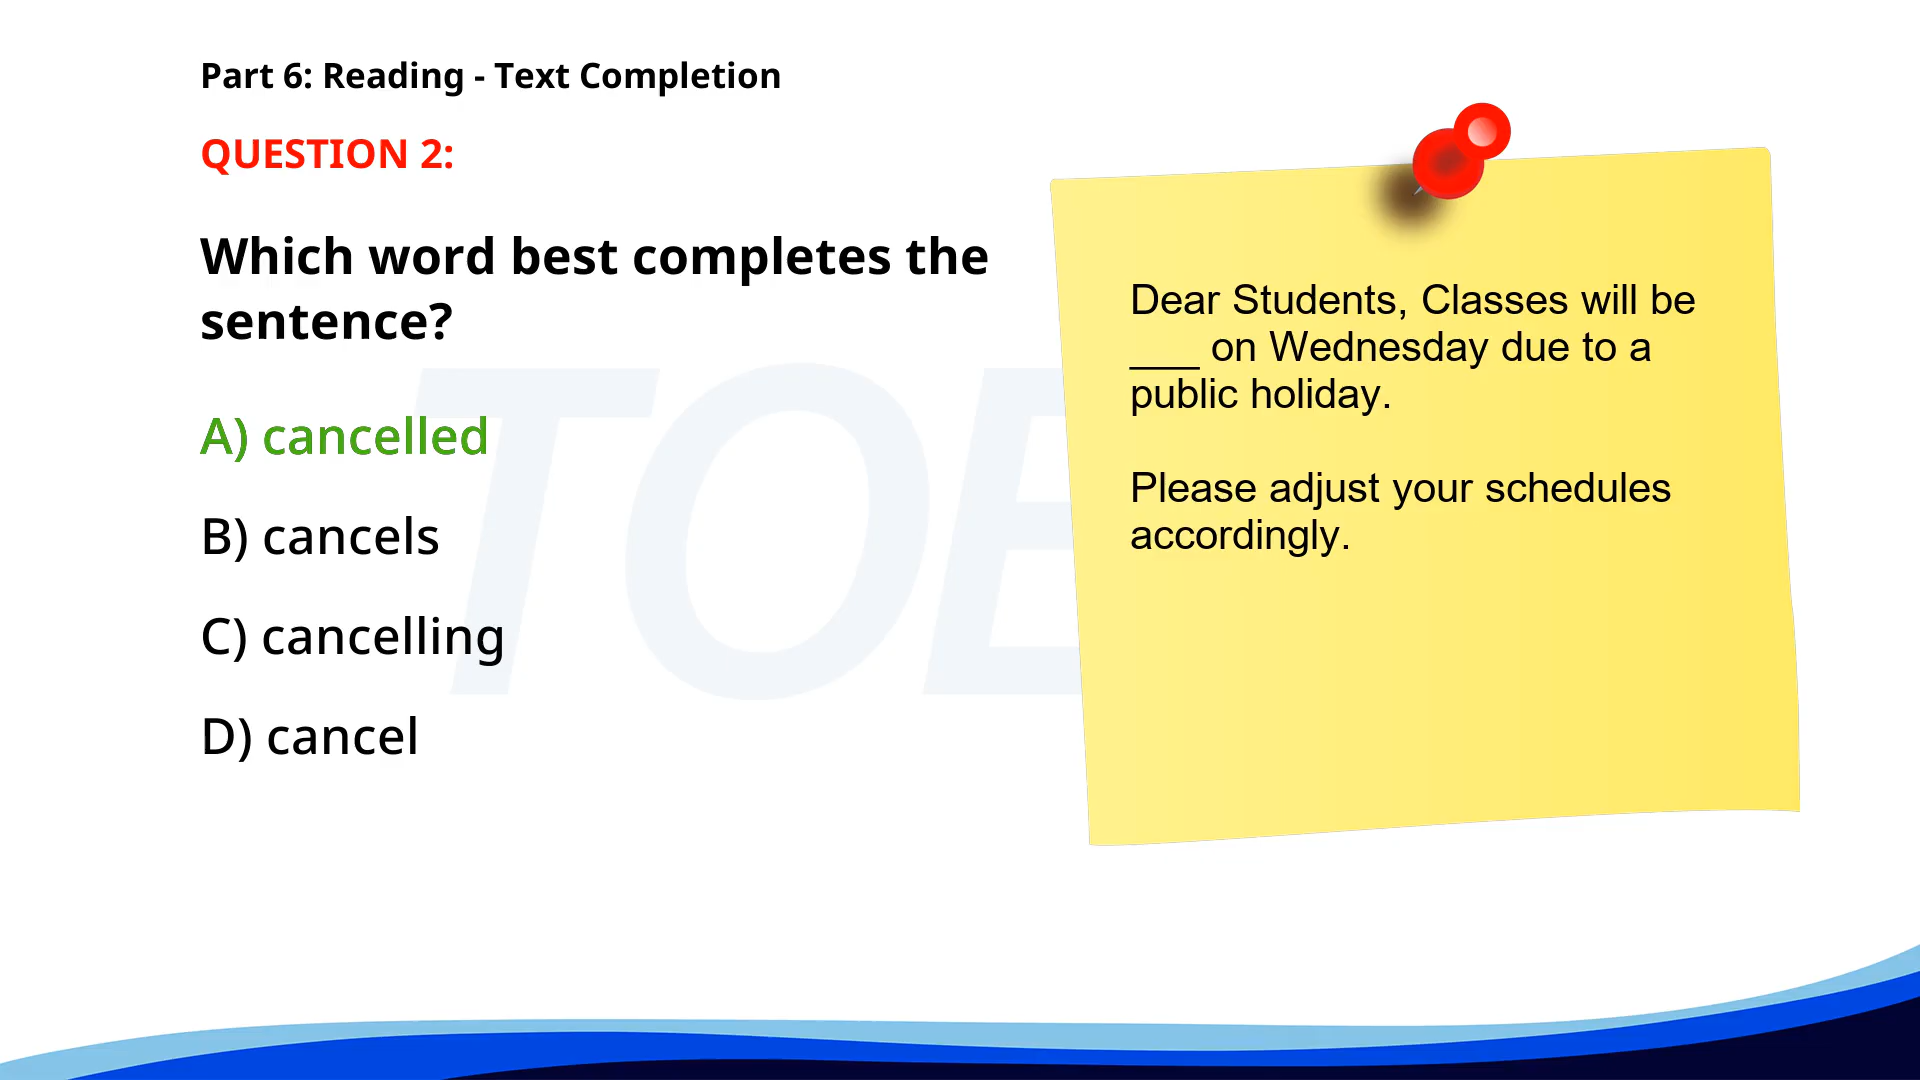 Part 6: Reading - Text Completion
QUESTION 2:
Which word best completes the
sentence?
A) cancelled
B) cancels
C) cancelling
D) cancel
Dear Students, Classes will be
___ on Wednesday due to a
public holiday.
Please adjust your schedules
accordingly.
TOE